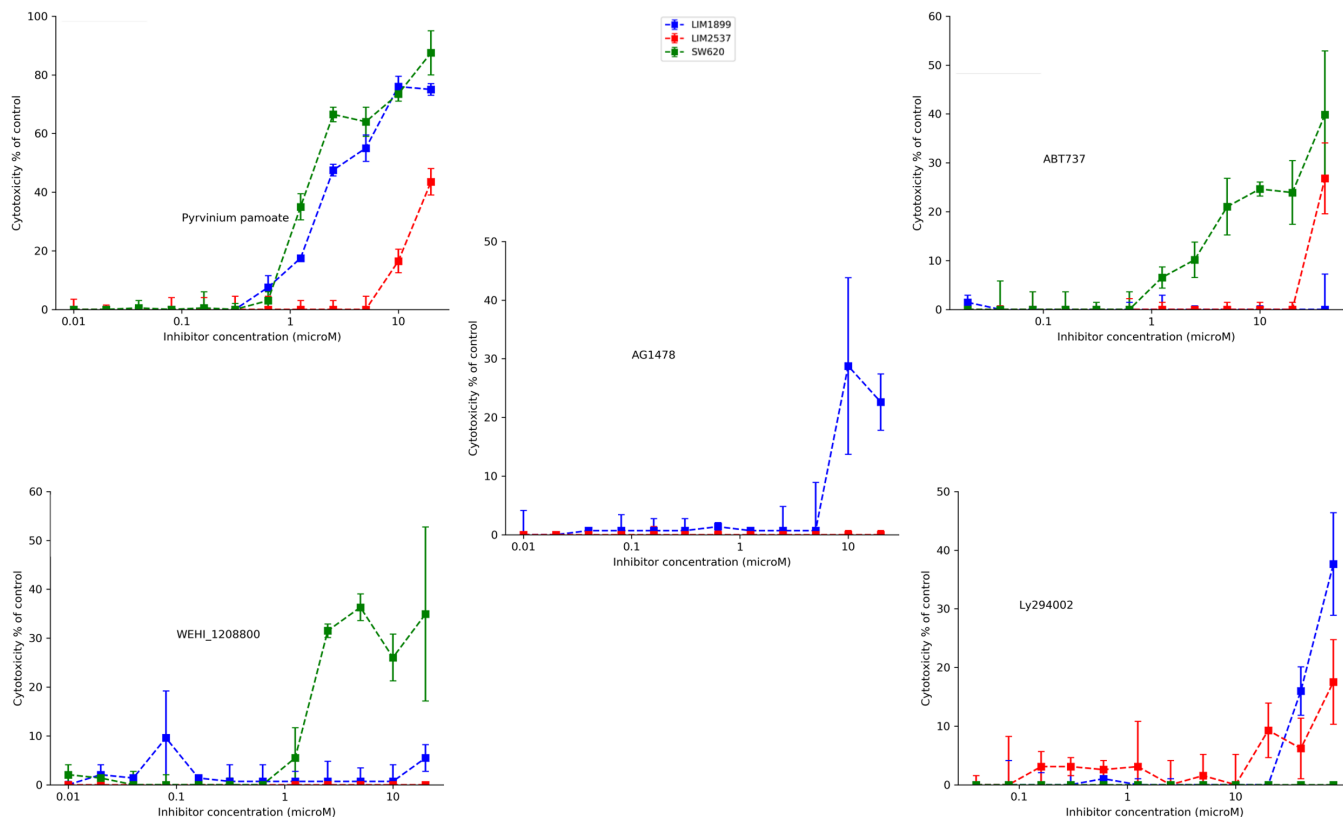 LIM1899
LIM2537
SW620
100
80
60
40
20
0
Cytotoxicity % of control
Pyrvinium pamoate
0.01
0.1
1
10
Inhibitor concentration (microM)
60
50
40
30
20
10
0
Cytotoxicity % of control
ABT737
0.1
1
10
Inhibitor concentration (microM)
50
40
30
20
10
0
Cytotoxicity % of control
AG1478
0.01
0.1
1
10
Inhibitor concentration (microM)
60
50
40
30
20
10
0
Cytotoxicity % of control
WEHI_1208800
0.01
0.1
1
10
Inhibitor concentration (microM)
50
40
30
20
10
0
Cytotoxicity % of control
Ly294002
0.1
1
10
Inhibitor concentration (microM)